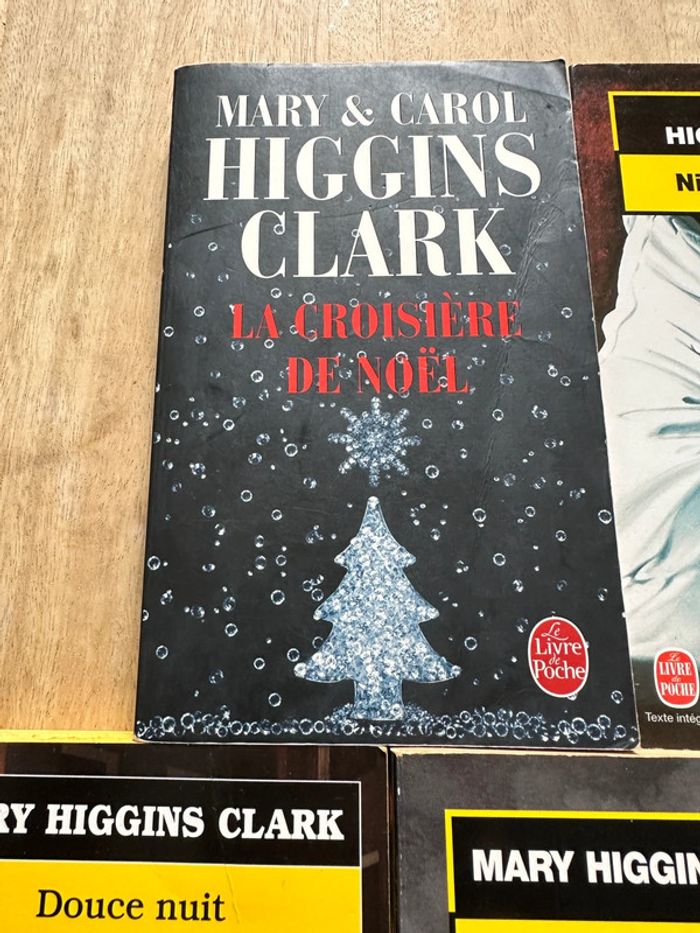 MARY & CAROL
HIGGINS
CLARK
LA CROISIÈRE
DE NOËL
Le
Livre
de
Poche
Le
LIVRE
de
POCHE
RY HIGGINS CLARK
Douce nuit
MARY